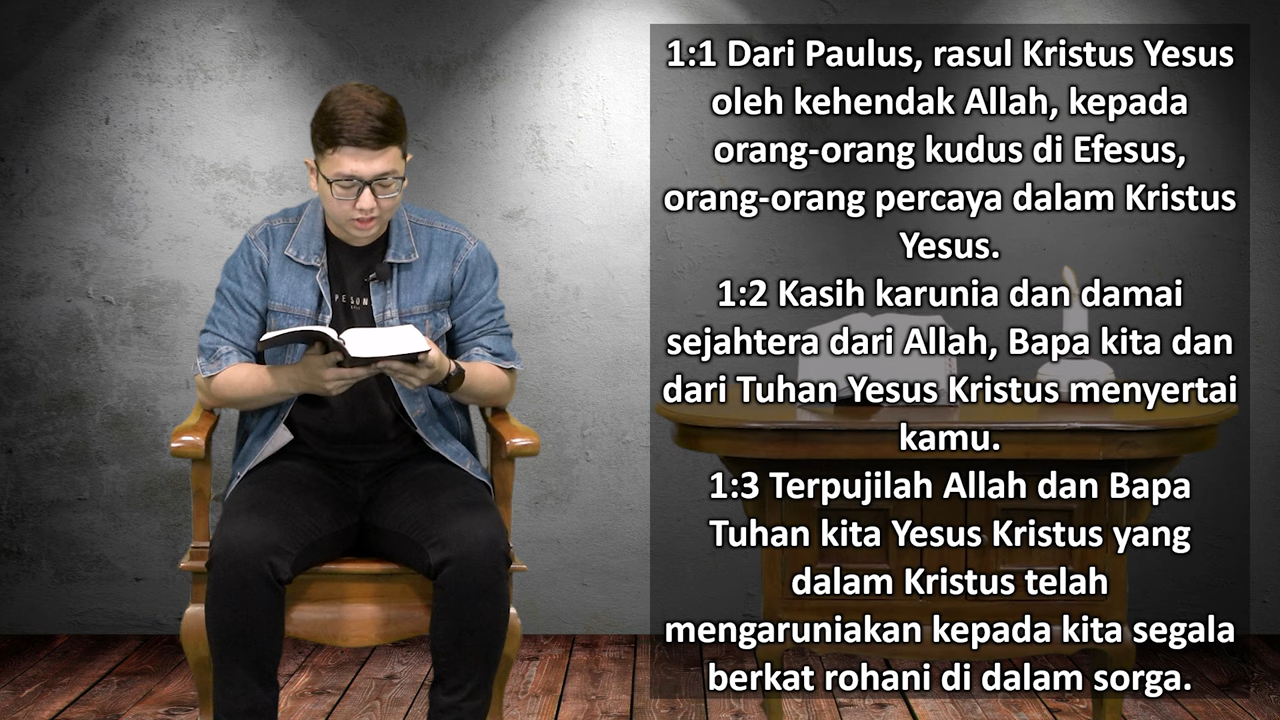 1:1 Dari Paulus, rasul Kristus Yesus
oleh kehendak Allah, kepada
orang-orang kudus di Efesus,
orang-orang percaya dalam Kristus
Yesus.
1:2 Kasih karunia dan damai
sejahtera dari Allah, Bapa kita dan
dari Tuhan Yesus Kristus menyertai
kamu.
1:3 Terpujilah Allah dan Bapa
Tuhan kita Yesus Kristus yang
dalam Kristus telah
mengaruniakan kepada kita segala
berkat rohani di dalam sorga.